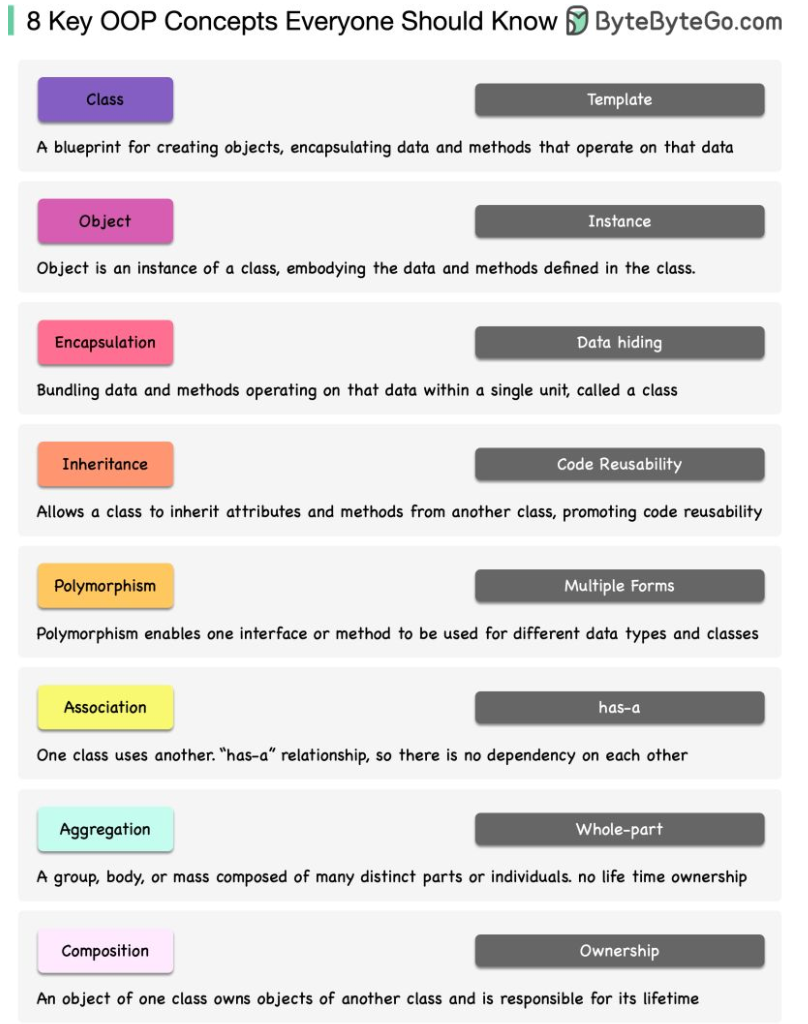 8 Key OOP Concepts Everyone Should Know ByteByteGo.com
Class Template
A blueprint for creating objects, encapsulating data and methods that operate on that data
Object Instance
Object is an instance of a class, embodying the data and methods defined in the class.
Encapsulation Data hiding
Bundling data and methods operating on that data within a single unit, called a class
Inheritance Code Reusability
Allows a class to inherit attributes and methods from another class, promoting code reusability
Polymorphism Multiple Forms
Polymorphism enables one interface or method to be used for different data types and classes
Association has-a
One class uses another. “has-a” relationship, so there is no dependency on each other
Aggregation Whole-part
A group, body, or mass composed of many distinct parts or individuals. no life time ownership
Composition Ownership
An object of one class owns objects of another class and is responsible for its lifetime